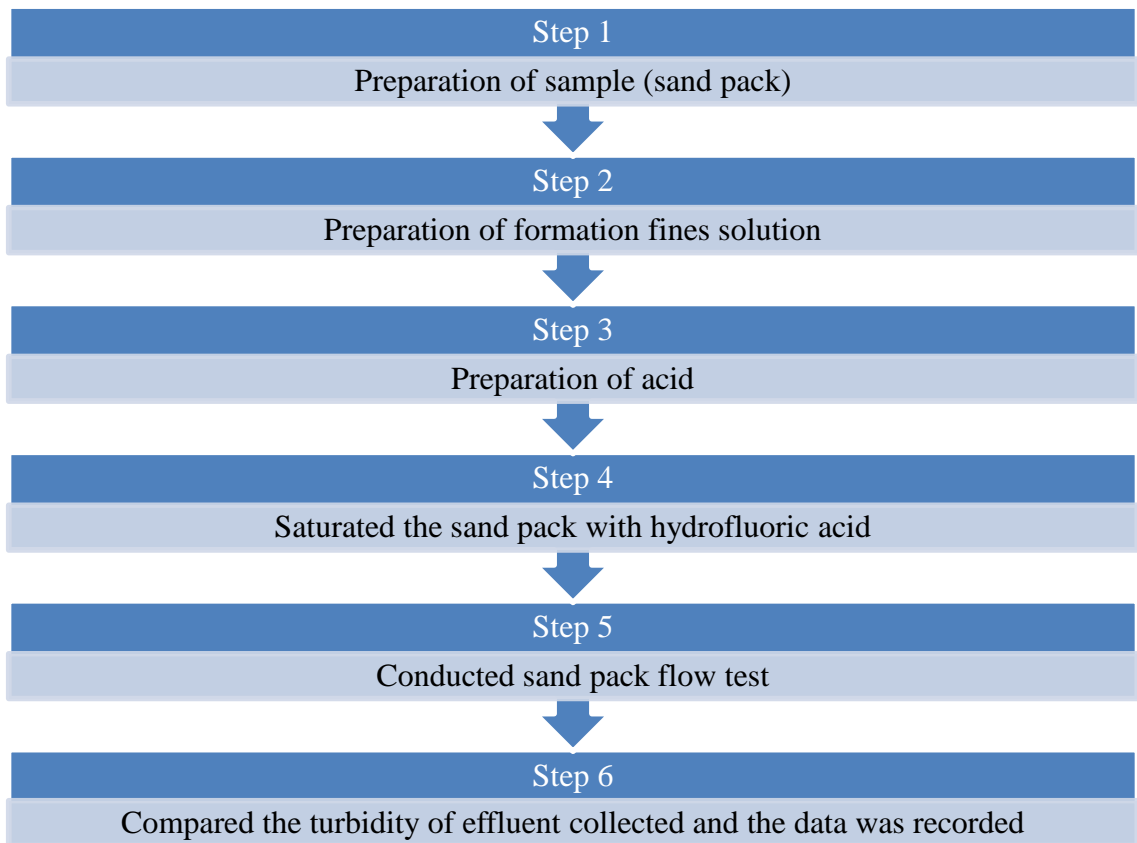 Step 1
Preparation of sample (sand pack)
Step 2
Preparation of formation fines solution
Step 3
Preparation of acid
Step 4
Saturated the sand pack with hydrofluoric acid
Step 5
Conducted sand pack flow test
Step 6
Compared the turbidity of effluent collected and the data was recorded